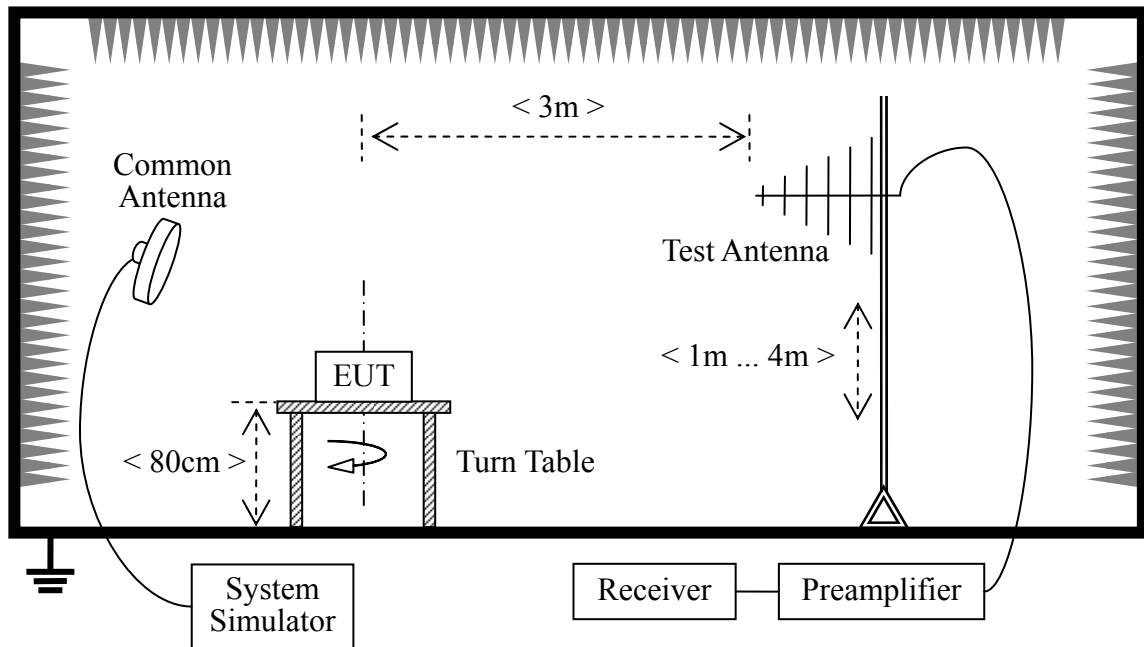 < 3m >
Common
Antenna
Test Antenna
< 1m ... 4m >
EUT
< 80cm >
Turn Table
System
Simulator
Receiver
Preamplifier